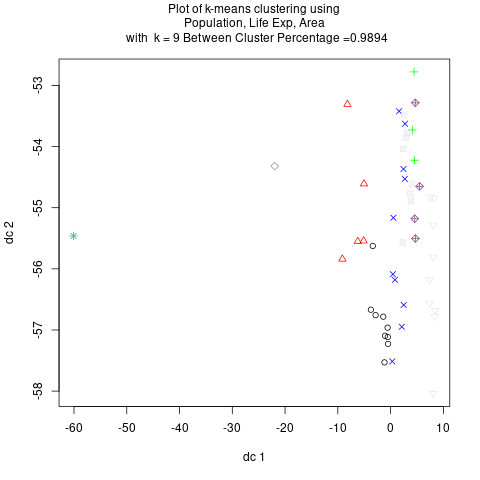 Plot of k-means clustering using
Population, Life Exp, Area
with  k = 9 Between Cluster Percentage =0.9894
dc 2
-53
-54
-55
-56
-57
-58
-60
-50
-40
-30
-20
-10
0
10
dc 1